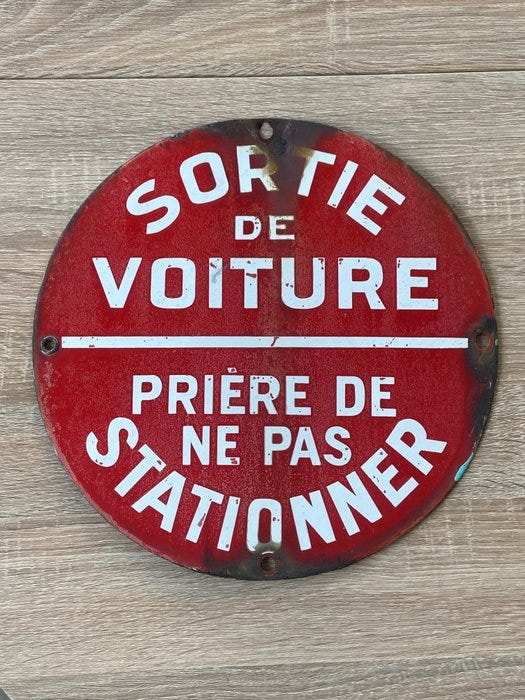 SORTIE
DE
VOITURE
PRIÈRE DE
NE PAS
STATIONNER